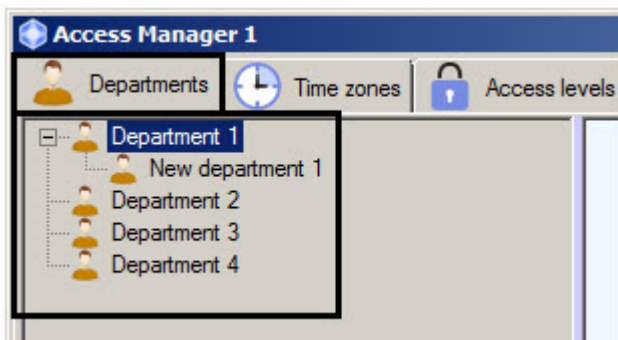 Access Manager 1
Departments Time zones Access levels
Department 1
New department 1
Department 2
Department 3
Department 4